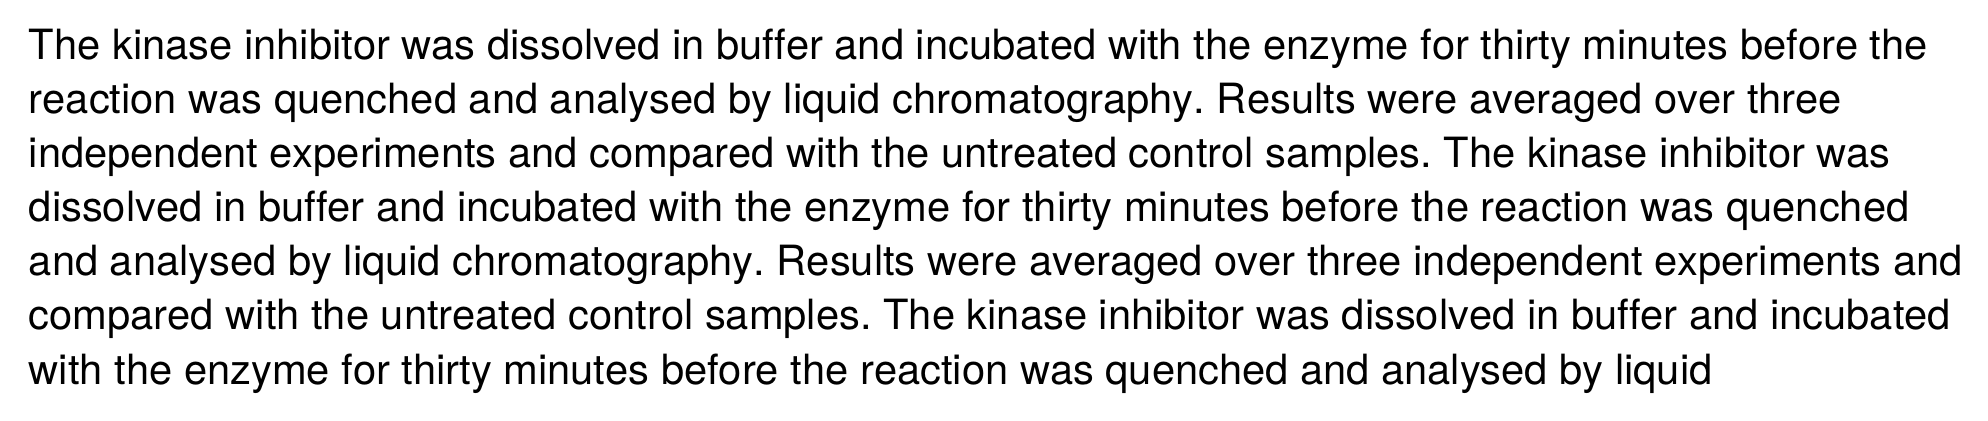 The kinase inhibitor was dissolved in buffer and incubated with the enzyme for thirty minutes before the
reaction was quenched and analysed by liquid chromatography. Results were averaged over three
independent experiments and compared with the untreated control samples. The kinase inhibitor was
dissolved in buffer and incubated with the enzyme for thirty minutes before the reaction was quenched
and analysed by liquid chromatography. Results were averaged over three independent experiments and
compared with the untreated control samples. The kinase inhibitor was dissolved in buffer and incubated
with the enzyme for thirty minutes before the reaction was quenched and analysed by liquid